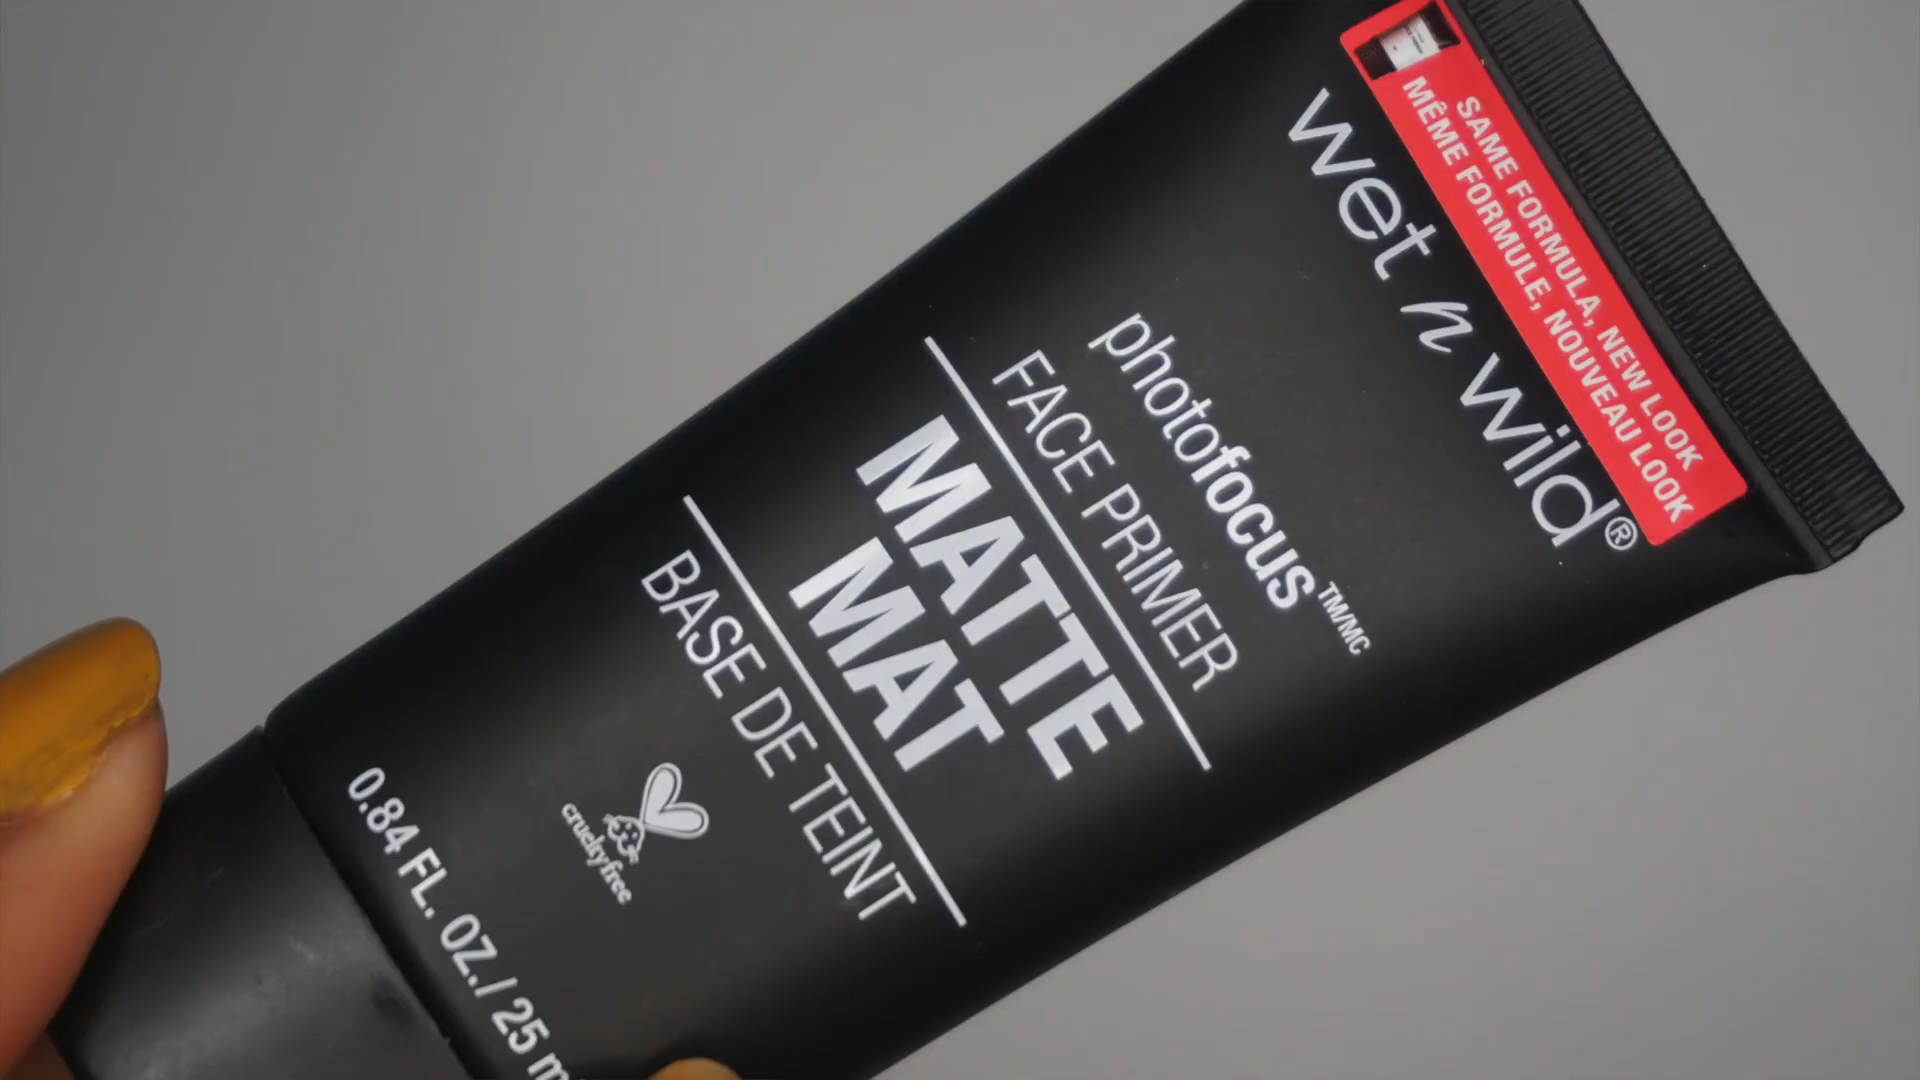 SAME FORMULA, NEW LOOK
MÊME FORMULE, NOUVEAU LOOK
wet n wild®
photofocus™/MC
FACE PRIMER
MATTE
MAT
BASE DE TEINT
crueltyfree
0.84 FL. OZ./ 25 m